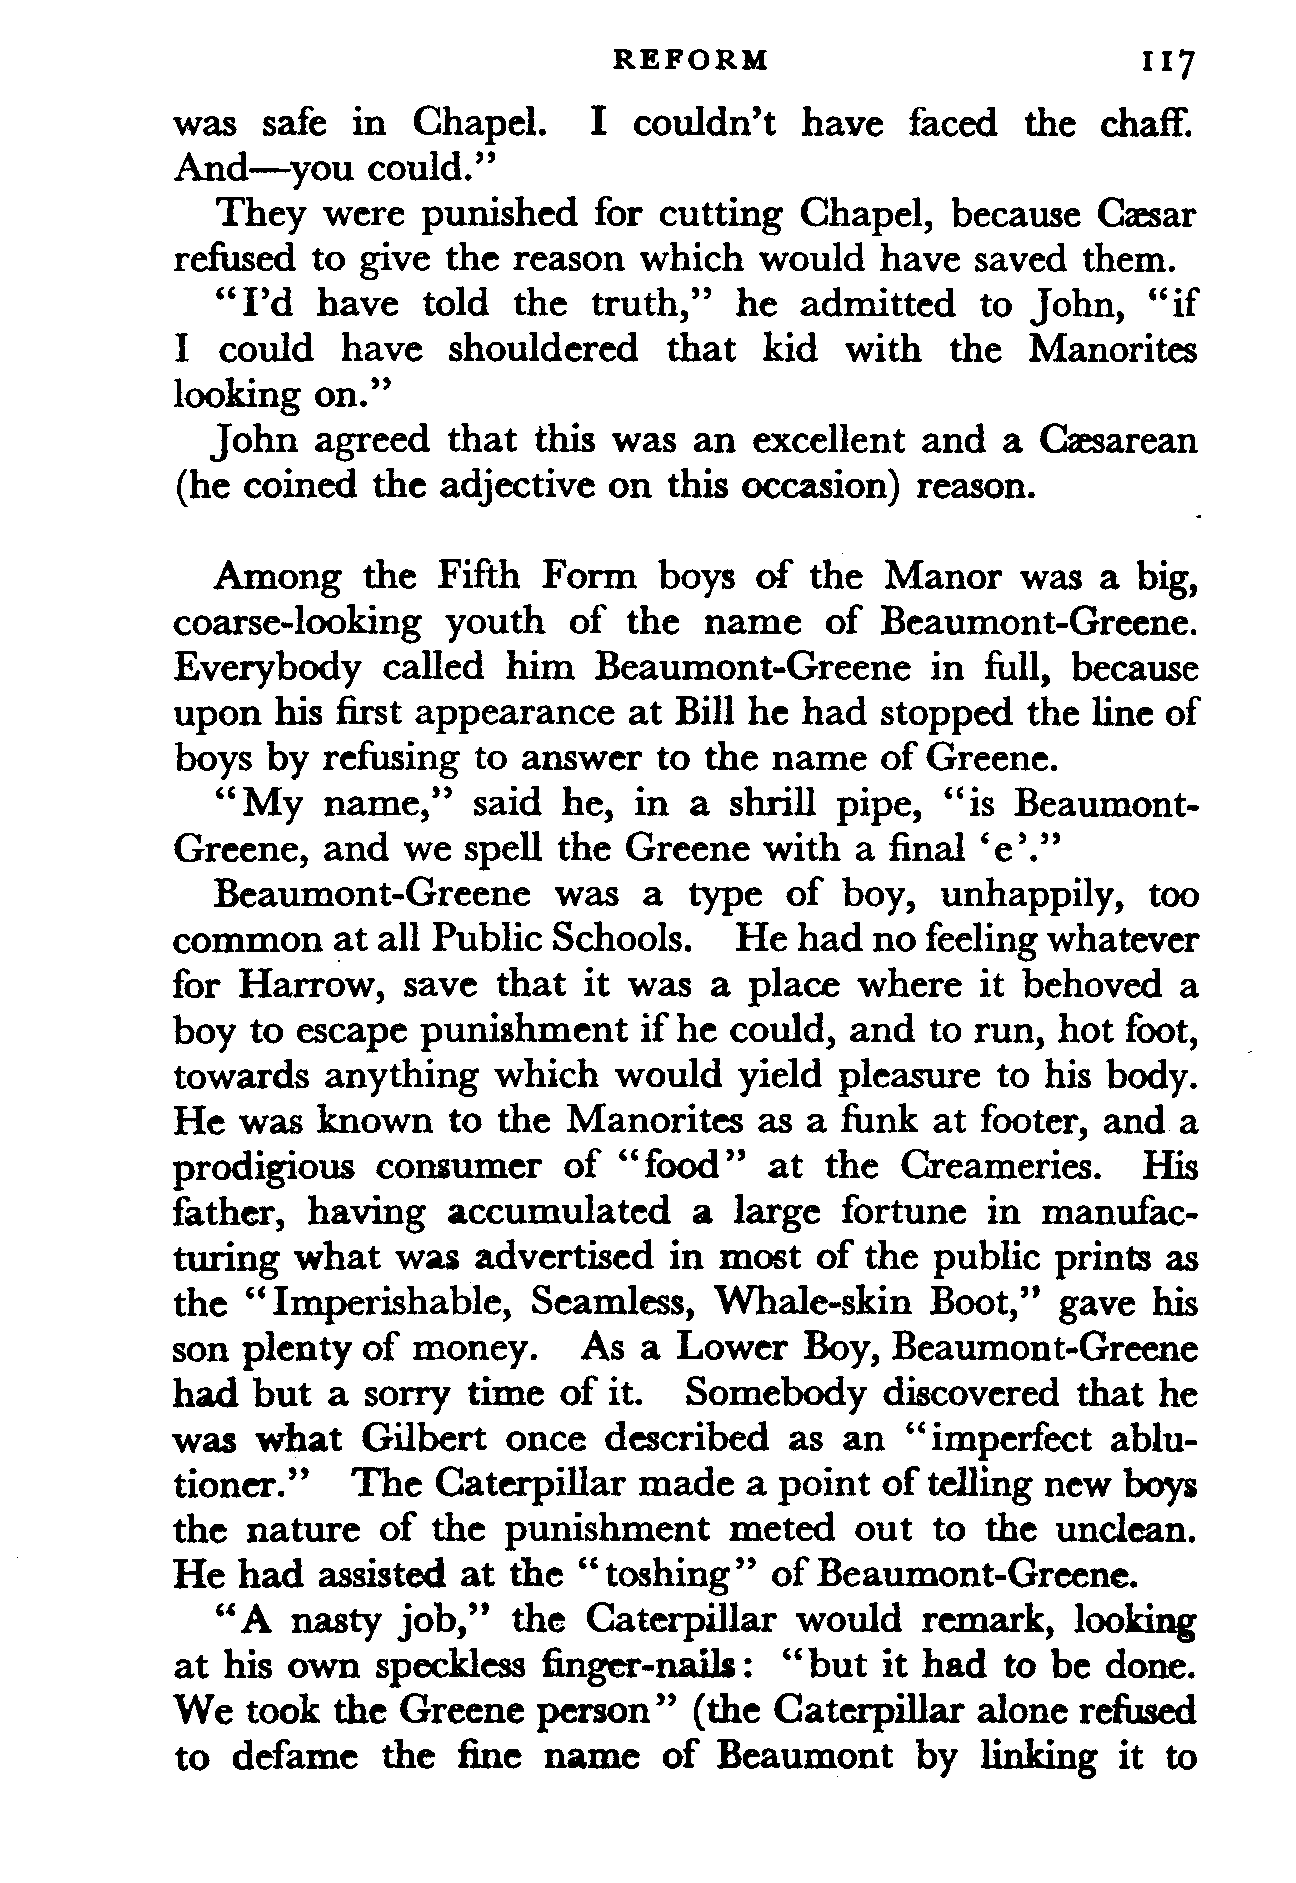 REFORM 117
was safe in Chapel. I couldn't have faced the chaff.
And—you could."
They were punished for cutting Chapel, because Cæsar
refused to give the reason which would have saved them.
"I'd have told the truth," he admitted to John, "if
I could have shouldered that kid with the Manorites
looking on."
John agreed that this was an excellent and a Cæsarean
(he coined the adjective on this occasion) reason.
Among the Fifth Form boys of the Manor was a big,
coarse-looking youth of the name of Beaumont-Greene.
Everybody called him Beaumont-Greene in full, because
upon his first appearance at Bill he had stopped the line of
boys by refusing to answer to the name of Greene.
"My name," said he, in a shrill pipe, "is Beaumont-
Greene, and we spell the Greene with a final 'e'."
Beaumont-Greene was a type of boy, unhappily, too
common at all Public Schools. He had no feeling whatever
for Harrow, save that it was a place where it behoved a
boy to escape punishment if he could, and to run, hot foot,
towards anything which would yield pleasure to his body.
He was known to the Manorites as a funk at footer, and a
prodigious consumer of "food" at the Creameries. His
father, having accumulated a large fortune in manufac-
turing what was advertised in most of the public prints as
the "Imperishable, Seamless, Whale-skin Boot," gave his
son plenty of money. As a Lower Boy, Beaumont-Greene
had but a sorry time of it. Somebody discovered that he
was what Gilbert once described as an "imperfect ablu-
tioner." The Caterpillar made a point of telling new boys
the nature of the punishment meted out to the unclean.
He had assisted at the "toshing" of Beaumont-Greene.
"A nasty job," the Caterpillar would remark, looking
at his own speckless finger-nails: "but it had to be done.
We took the Greene person" (the Caterpillar alone refused
to defame the fine name of Beaumont by linking it to